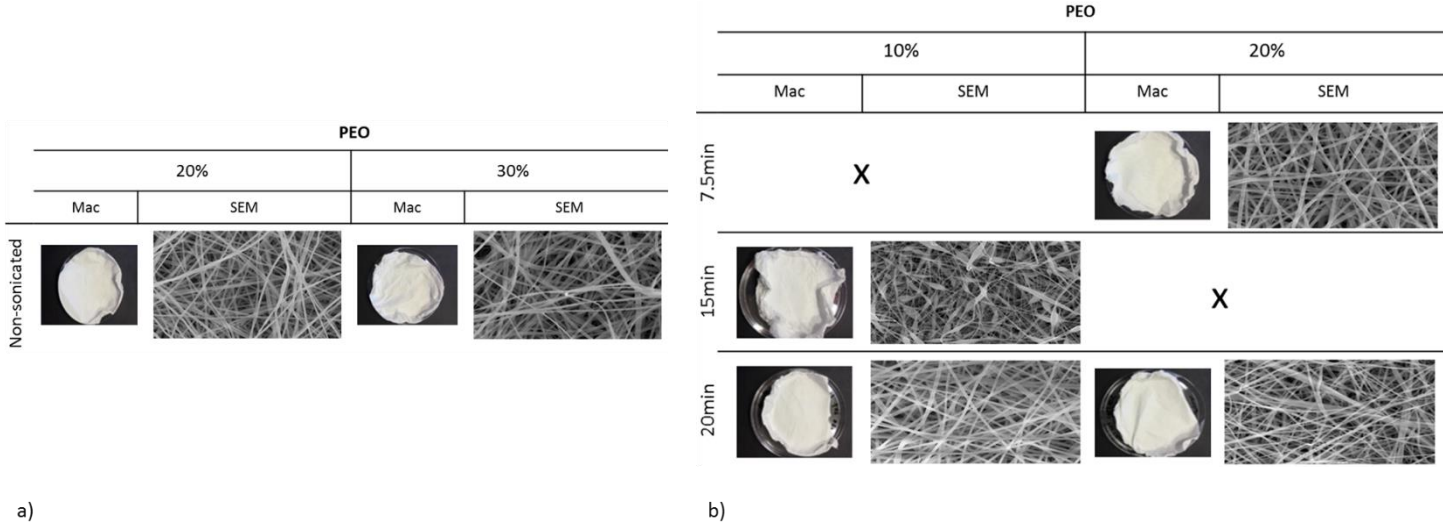 PEO
20% 30%
Mac SEM Mac SEM
Non-sonicated
a)
PEO
10% 20%
Mac SEM Mac SEM
7.5min X
15min X
20min
b)